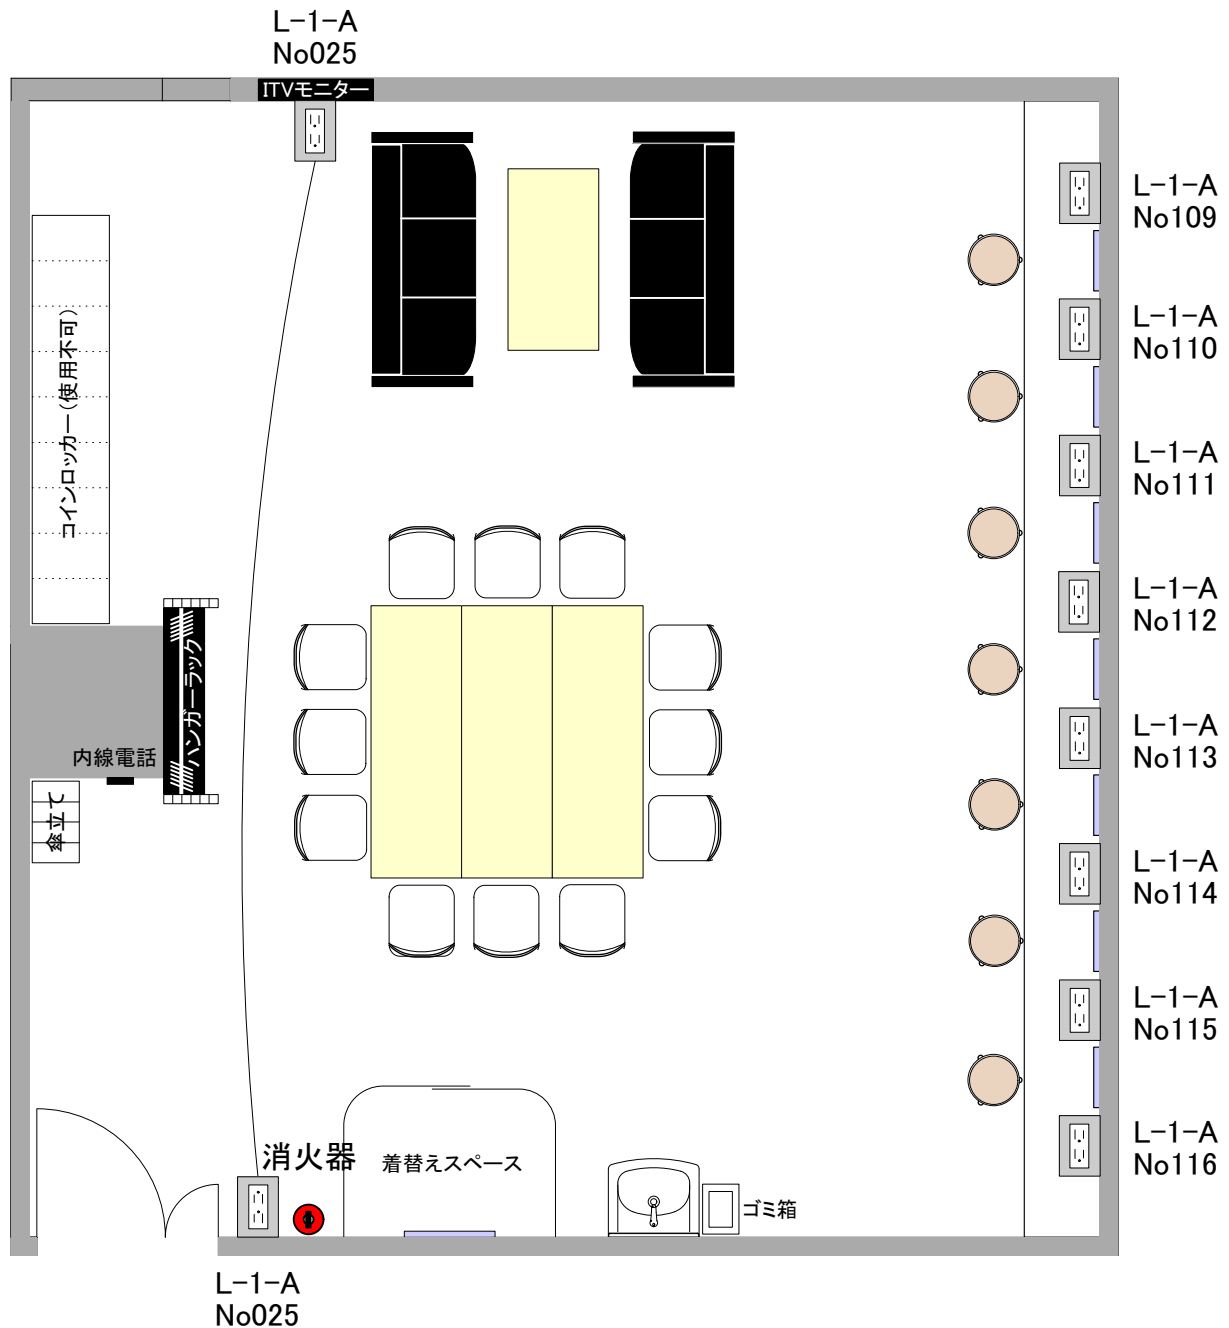 L-1-A
No025
ITVモニター
L-1-A
No109
L-1-A
No110
コインロッカー(使用不可)
L-1-A
No111
L-1-A
No112
ハンガーラック
内線電話
L-1-A
No113
傘立て
L-1-A
No114
L-1-A
No115
消火器
着替えスペース
L-1-A
No116
ゴミ箱
L-1-A
No025